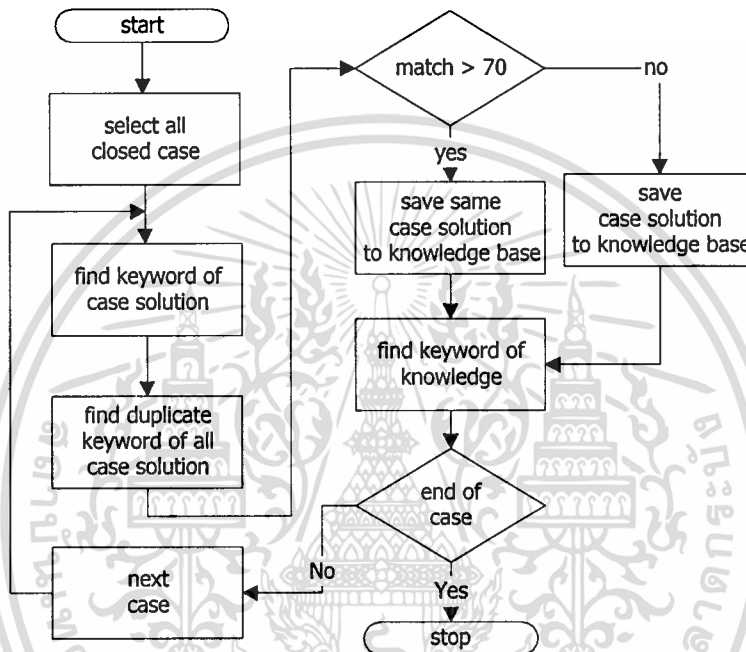 start
select all
closed case
find keyword of
case solution
find duplicate
keyword of all
case solution
next
case
match > 70
no
yes
save same
case solution
to knowledge base
save
case solution
to knowledge base
find keyword of
knowledge
end of
case
No
Yes
stop